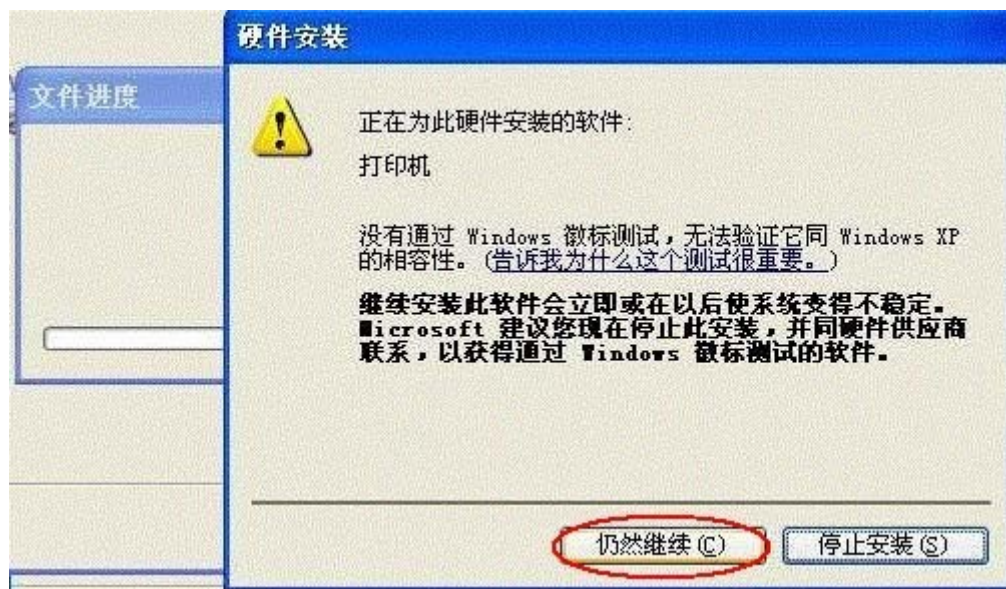 硬件安装
文件进度
正在为此硬件安装的软件:
打印机
没有通过 Windows 徽标测试，无法验证它同 Windows XP
的相容性。(告诉我为什么这个测试很重要。)
继续安装此软件会立即或在以后使系统变得不稳定。
Microsoft 建议您现在停止此安装，并同硬件供应商
联系，以获得通过 Windows 徽标测试的软件。
仍然继续(C)
停止安装(S)